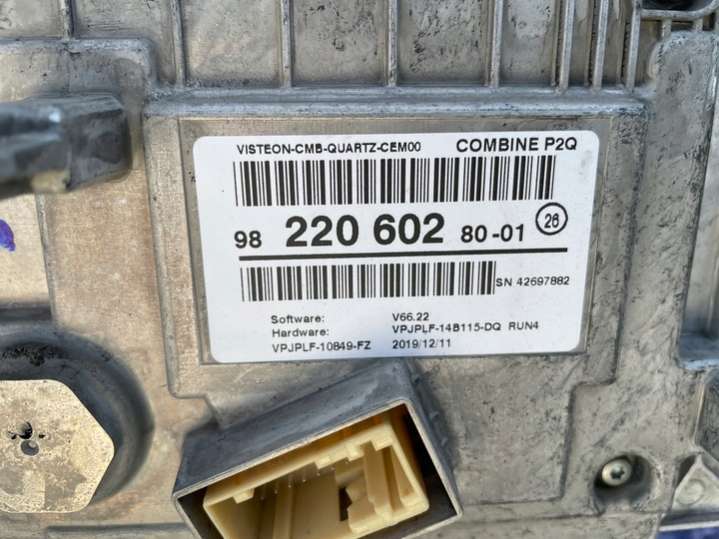 VISTEON-CMB-QUARTZ-CEM00 COMBINE P2Q
98 220 602 80-01 26
SN 42697882
Software: V66.22
Hardware: VPJPLF-14B115-DQ RUN4
VPJPLF-10849-FZ 2019/12/11